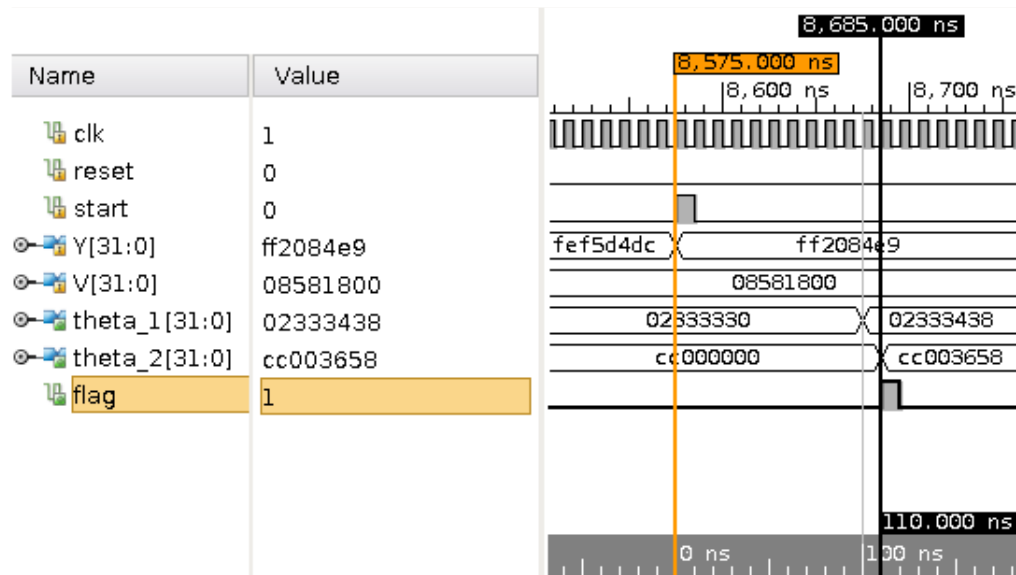 8,685.000 ns
Name Value 8,575.000 ns
8,600 ns 8,700 ns
clk 1
reset 0
start 0
Y[31:0] ff2084e9 fef5d4dc ff2084e9
V[31:0] 08581800 08581800
theta_1[31:0] 02333438 02333330 02333438
theta_2[31:0] cc003658 cc000000 cc003658
flag 1
110.000 ns
0 ns 100 ns